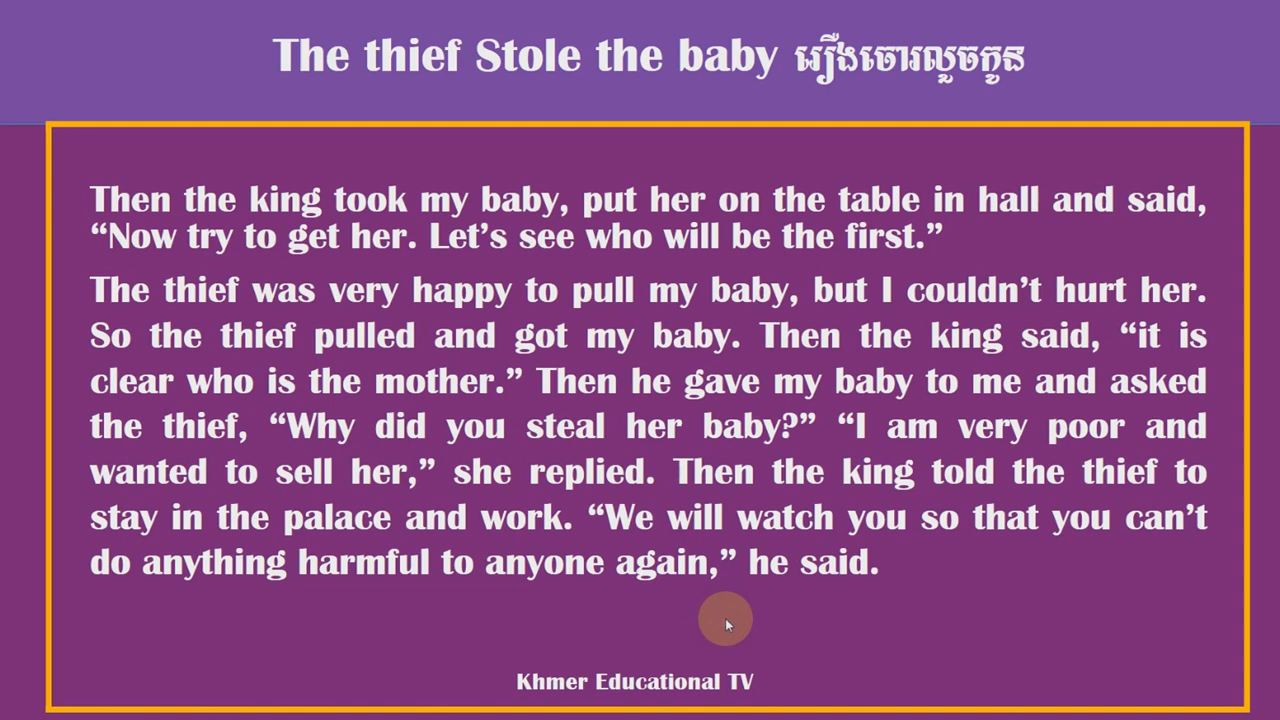 The thief Stole the baby រឿងចោរលួចកូន
Then the king took my baby, put her on the table in hall and said,
“Now try to get her. Let’s see who will be the first.”
The thief was very happy to pull my baby, but I couldn’t hurt her.
So the thief pulled and got my baby. Then the king said, “it is
clear who is the mother.” Then he gave my baby to me and asked
the thief, “Why did you steal her baby?” “I am very poor and
wanted to sell her,” she replied. Then the king told the thief to
stay in the palace and work. “We will watch you so that you can’t
do anything harmful to anyone again,” he said.
Khmer Educational TV